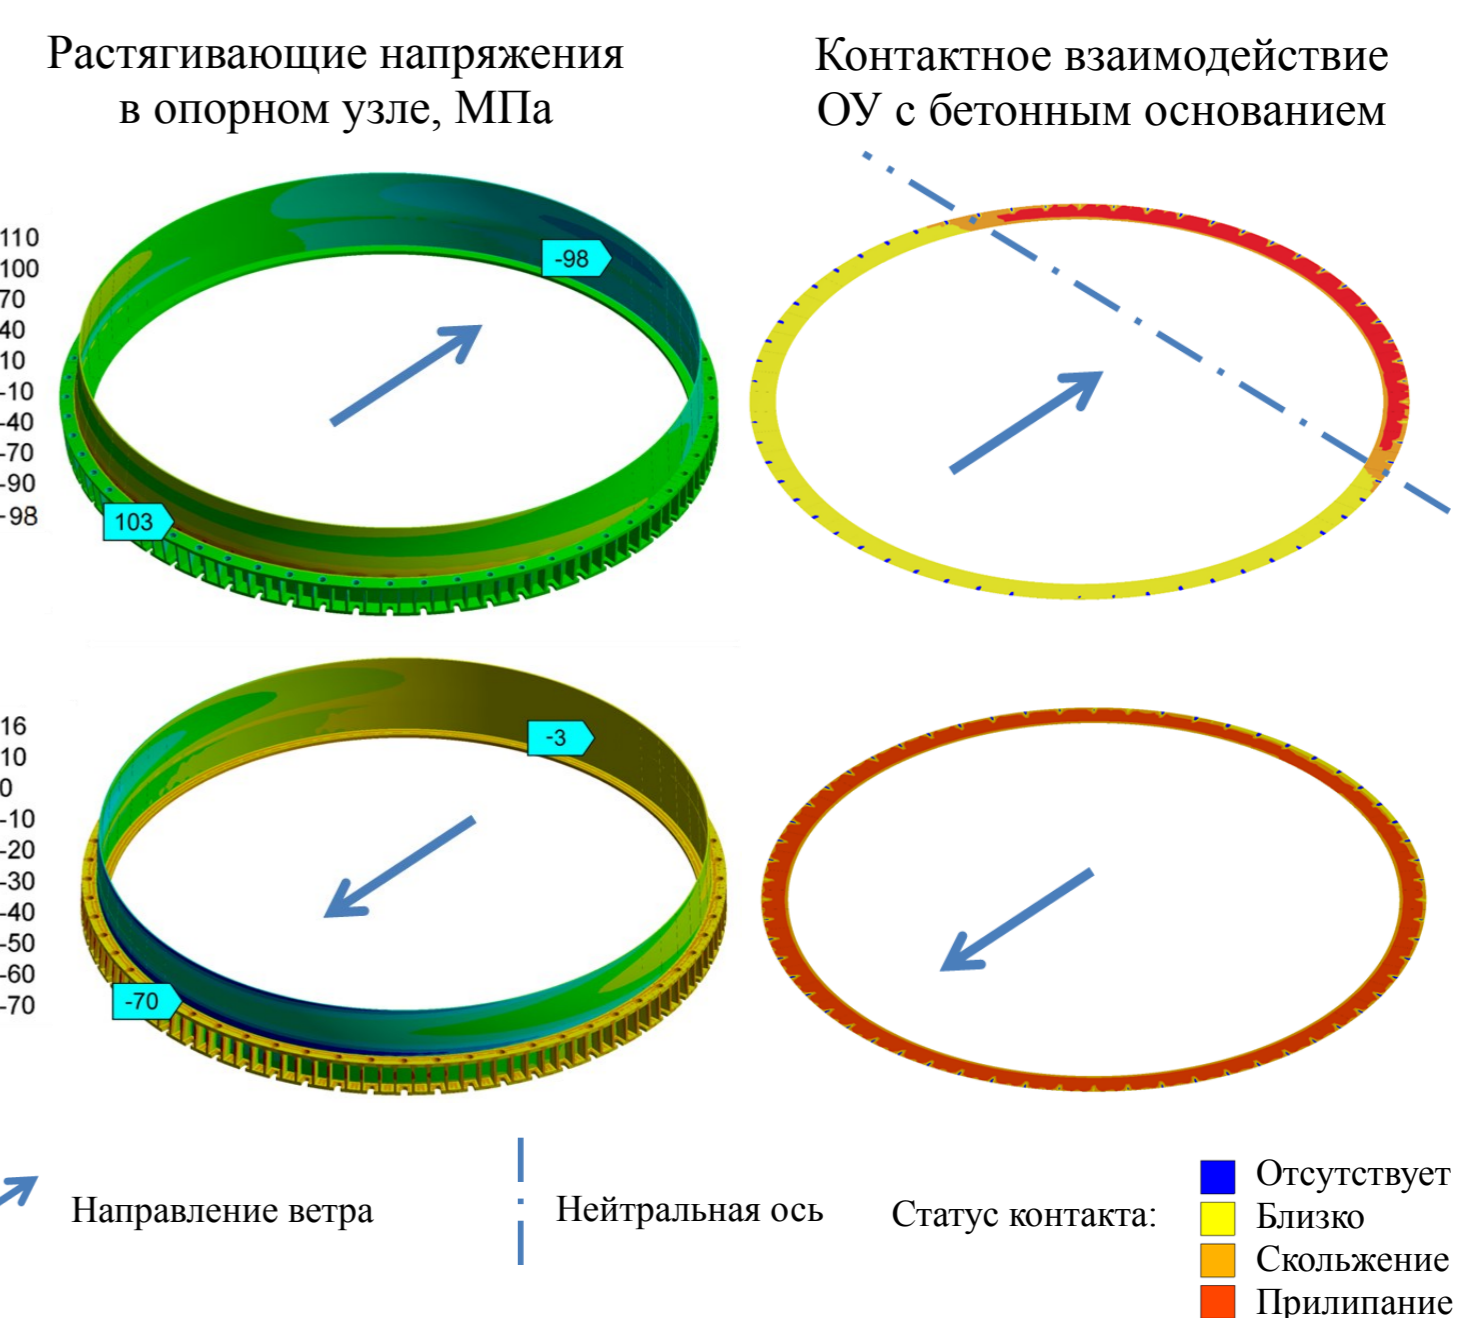 Растягивающие напряжения
в опорном узле, МПа
Контактное взаимодействие
ОУ с бетонным основанием
110
100
70
40
10
-10
-40
-70
-90
-98
-98
103
16
10
0
-10
-20
-30
-40
-50
-60
-70
-3
-70
Направление ветра
Нейтральная ось
Статус контакта:
Отсутствует
Близко
Скольжение
Прилипание